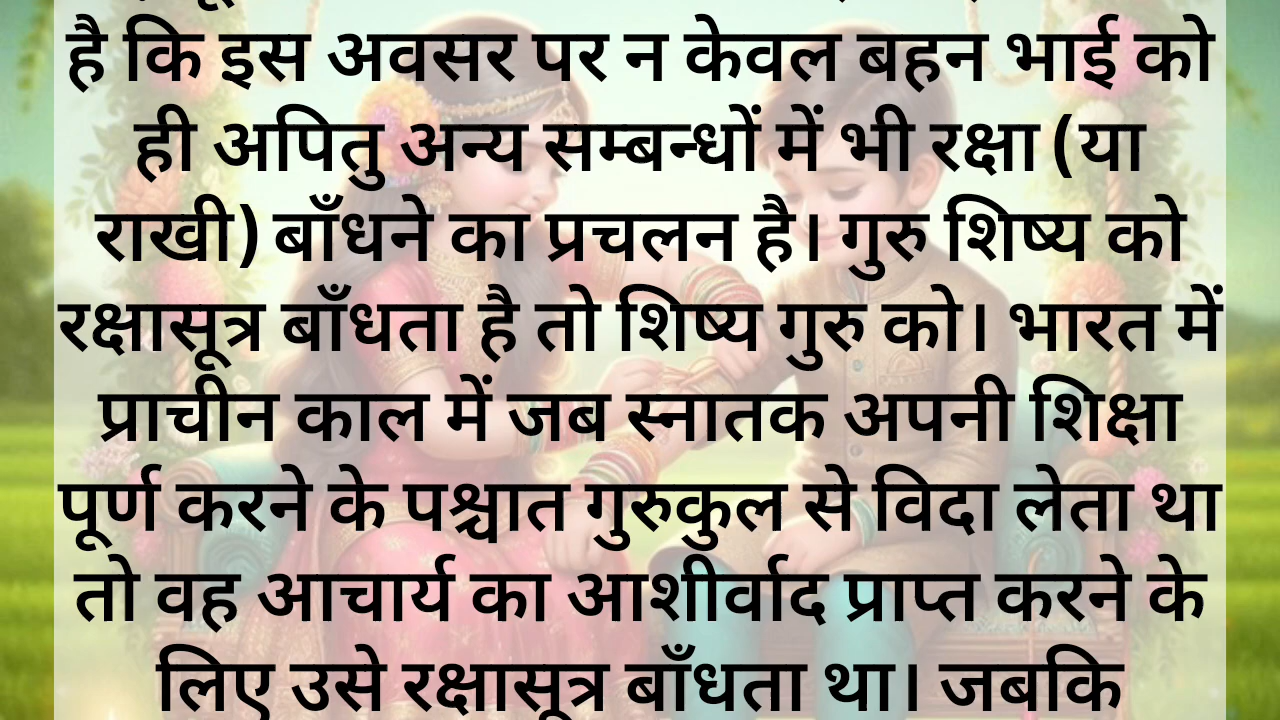 है कि इस अवसर पर न केवल बहन भाई को
ही अपितु अन्य सम्बन्धों में भी रक्षा (या
राखी) बाँधने का प्रचलन है। गुरु शिष्य को
रक्षासूत्र बाँधता है तो शिष्य गुरु को। भारत में
प्राचीन काल में जब स्नातक अपनी शिक्षा
पूर्ण करने के पश्चात गुरुकुल से विदा लेता था
तो वह आचार्य का आशीर्वाद प्राप्त करने के
लिए उसे रक्षासूत्र बाँधता था। जबकि